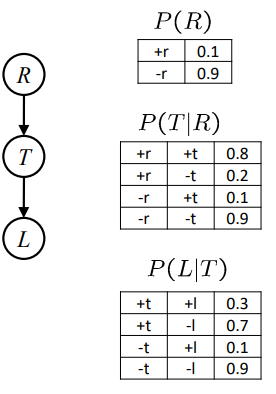 P(R)
+r 0.1
-r 0.9
R
P(T|R)
+r +t 0.8
+r -t 0.2
-r +t 0.1
-r -t 0.9
T
L
P(L|T)
+t +l 0.3
+t -l 0.7
-t +l 0.1
-t -l 0.9